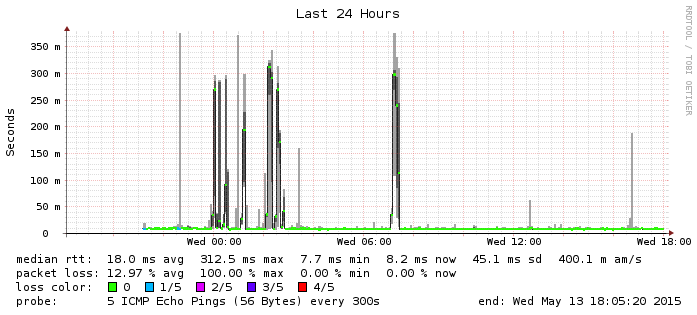 Last 24 Hours
RRDTOOL / TOBI OETIKER
Seconds
350 m
300 m
250 m
200 m
150 m
100 m
50 m
0
Wed 00:00 Wed 06:00 Wed 12:00 Wed 18:00
median rtt: 18.0 ms avg 312.5 ms max 7.7 ms min 8.2 ms now 45.1 ms sd 400.1 m am/s
packet loss: 12.97 % avg 100.00 % max 0.00 % min 0.00 % now
loss color: 0 1/5 2/5 3/5 4/5
probe: 5 ICMP Echo Pings (56 Bytes) every 300s end: Wed May 13 18:05:20 2015